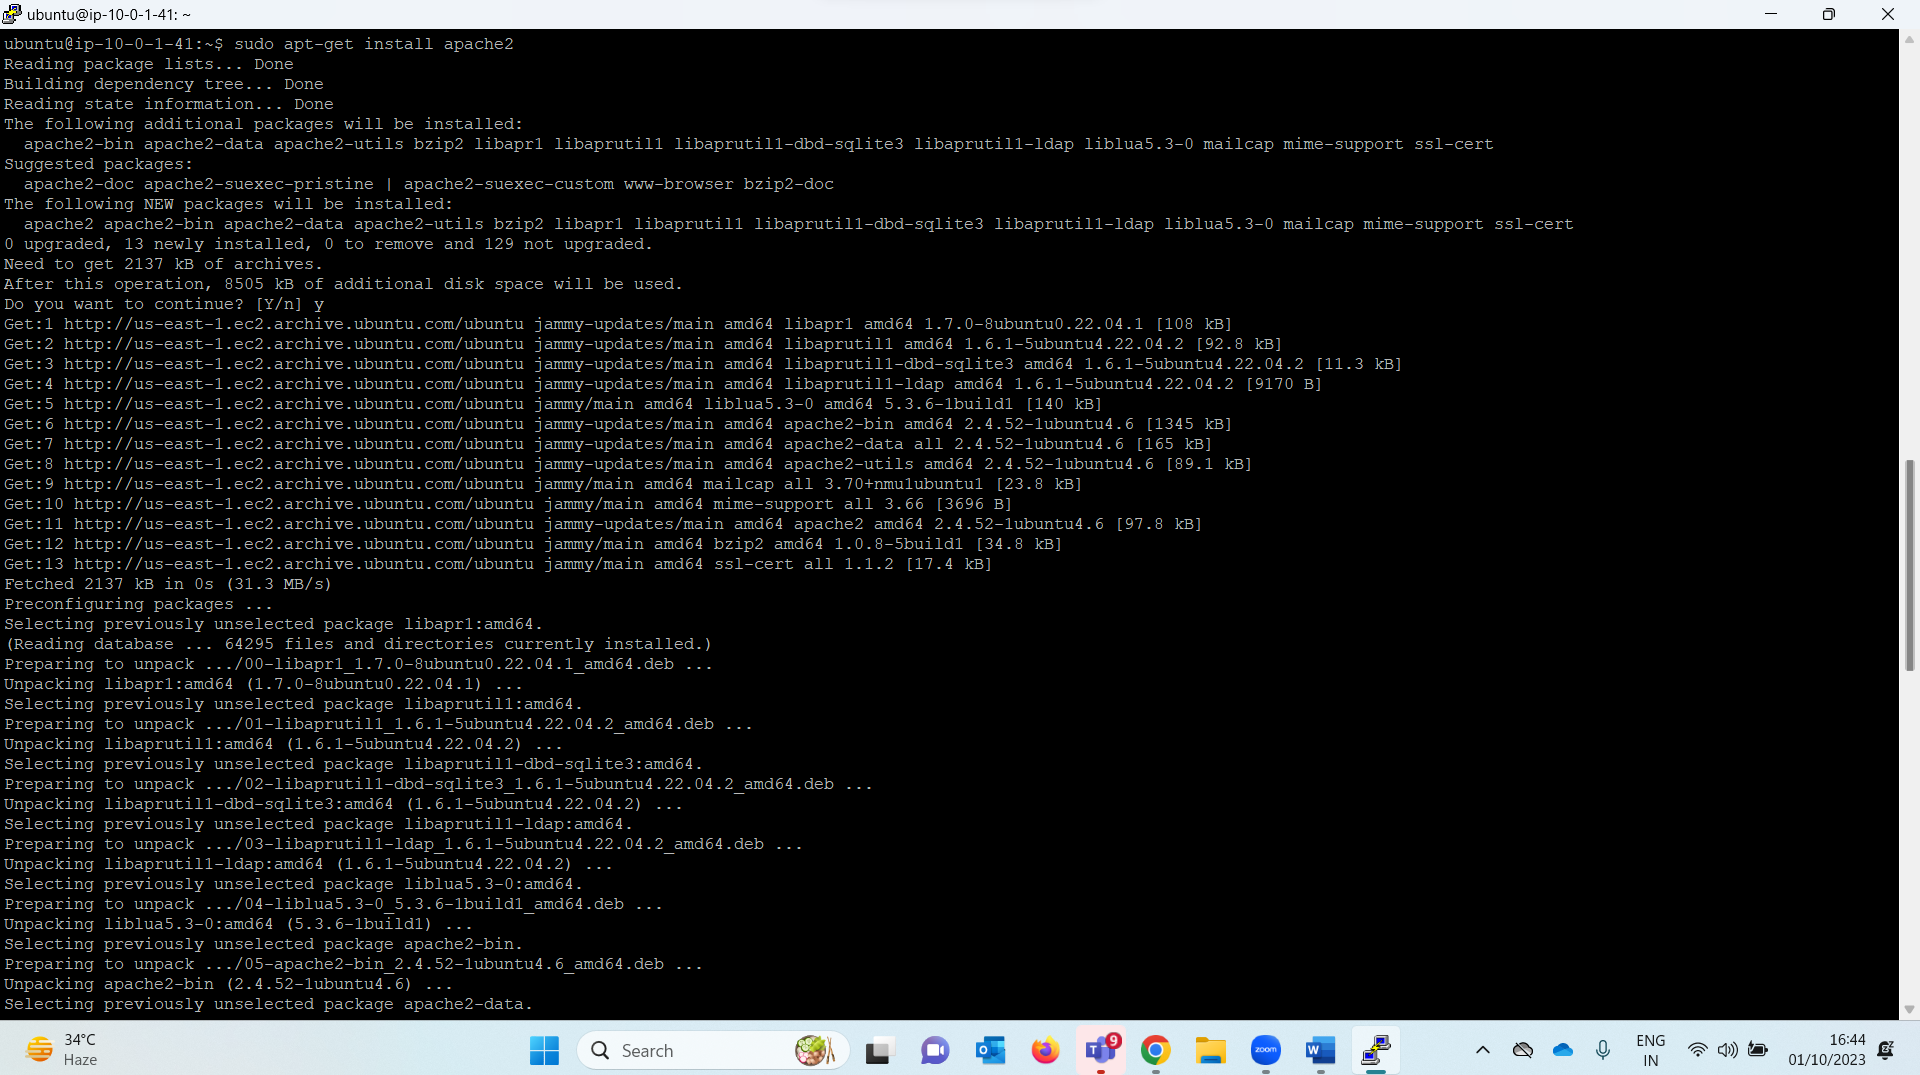 ubuntu@ip-10-0-1-41: ~
ubuntu@ip-10-0-1-41:~$ sudo apt-get install apache2
Reading package lists... Done
Building dependency tree... Done
Reading state information... Done
The following additional packages will be installed:
  apache2-bin apache2-data apache2-utils bzip2 libapr1 libaprutil1 libaprutil1-dbd-sqlite3 libaprutil1-ldap liblua5.3-0 mailcap mime-support ssl-cert
Suggested packages:
  apache2-doc apache2-suexec-pristine | apache2-suexec-custom www-browser bzip2-doc
The following NEW packages will be installed:
  apache2 apache2-bin apache2-data apache2-utils bzip2 libapr1 libaprutil1 libaprutil1-dbd-sqlite3 libaprutil1-ldap liblua5.3-0 mailcap mime-support ssl-cert
0 upgraded, 13 newly installed, 0 to remove and 129 not upgraded.
Need to get 2137 kB of archives.
After this operation, 8505 kB of additional disk space will be used.
Do you want to continue? [Y/n] y
Get:1 http://us-east-1.ec2.archive.ubuntu.com/ubuntu jammy-updates/main amd64 libapr1 amd64 1.7.0-8ubuntu0.22.04.1 [108 kB]
Get:2 http://us-east-1.ec2.archive.ubuntu.com/ubuntu jammy-updates/main amd64 libaprutil1 amd64 1.6.1-5ubuntu4.22.04.2 [92.8 kB]
Get:3 http://us-east-1.ec2.archive.ubuntu.com/ubuntu jammy-updates/main amd64 libaprutil1-dbd-sqlite3 amd64 1.6.1-5ubuntu4.22.04.2 [11.3 kB]
Get:4 http://us-east-1.ec2.archive.ubuntu.com/ubuntu jammy-updates/main amd64 libaprutil1-ldap amd64 1.6.1-5ubuntu4.22.04.2 [9170 B]
Get:5 http://us-east-1.ec2.archive.ubuntu.com/ubuntu jammy/main amd64 liblua5.3-0 amd64 5.3.6-1build1 [140 kB]
Get:6 http://us-east-1.ec2.archive.ubuntu.com/ubuntu jammy-updates/main amd64 apache2-bin amd64 2.4.52-1ubuntu4.6 [1345 kB]
Get:7 http://us-east-1.ec2.archive.ubuntu.com/ubuntu jammy-updates/main amd64 apache2-data all 2.4.52-1ubuntu4.6 [165 kB]
Get:8 http://us-east-1.ec2.archive.ubuntu.com/ubuntu jammy-updates/main amd64 apache2-utils amd64 2.4.52-1ubuntu4.6 [89.1 kB]
Get:9 http://us-east-1.ec2.archive.ubuntu.com/ubuntu jammy/main amd64 mailcap all 3.70+nmu1ubuntu1 [23.8 kB]
Get:10 http://us-east-1.ec2.archive.ubuntu.com/ubuntu jammy/main amd64 mime-support all 3.66 [3696 B]
Get:11 http://us-east-1.ec2.archive.ubuntu.com/ubuntu jammy-updates/main amd64 apache2 amd64 2.4.52-1ubuntu4.6 [97.8 kB]
Get:12 http://us-east-1.ec2.archive.ubuntu.com/ubuntu jammy/main amd64 bzip2 amd64 1.0.8-5build1 [34.8 kB]
Get:13 http://us-east-1.ec2.archive.ubuntu.com/ubuntu jammy/main amd64 ssl-cert all 1.1.2 [17.4 kB]
Fetched 2137 kB in 0s (31.3 MB/s)
Preconfiguring packages ...
Selecting previously unselected package libapr1:amd64.
(Reading database ... 64295 files and directories currently installed.)
Preparing to unpack .../00-libapr1_1.7.0-8ubuntu0.22.04.1_amd64.deb ...
Unpacking libapr1:amd64 (1.7.0-8ubuntu0.22.04.1) ...
Selecting previously unselected package libaprutil1:amd64.
Preparing to unpack .../01-libaprutil1_1.6.1-5ubuntu4.22.04.2_amd64.deb ...
Unpacking libaprutil1:amd64 (1.6.1-5ubuntu4.22.04.2) ...
Selecting previously unselected package libaprutil1-dbd-sqlite3:amd64.
Preparing to unpack .../02-libaprutil1-dbd-sqlite3_1.6.1-5ubuntu4.22.04.2_amd64.deb ...
Unpacking libaprutil1-dbd-sqlite3:amd64 (1.6.1-5ubuntu4.22.04.2) ...
Selecting previously unselected package libaprutil1-ldap:amd64.
Preparing to unpack .../03-libaprutil1-ldap_1.6.1-5ubuntu4.22.04.2_amd64.deb ...
Unpacking libaprutil1-ldap:amd64 (1.6.1-5ubuntu4.22.04.2) ...
Selecting previously unselected package liblua5.3-0:amd64.
Preparing to unpack .../04-liblua5.3-0_5.3.6-1build1_amd64.deb ...
Unpacking liblua5.3-0:amd64 (5.3.6-1build1) ...
Selecting previously unselected package apache2-bin.
Preparing to unpack .../05-apache2-bin_2.4.52-1ubuntu4.6_amd64.deb ...
Unpacking apache2-bin (2.4.52-1ubuntu4.6) ...
Selecting previously unselected package apache2-data.
34°C
Haze
Search
9
zoom
ENG
IN
16:44
01/10/2023